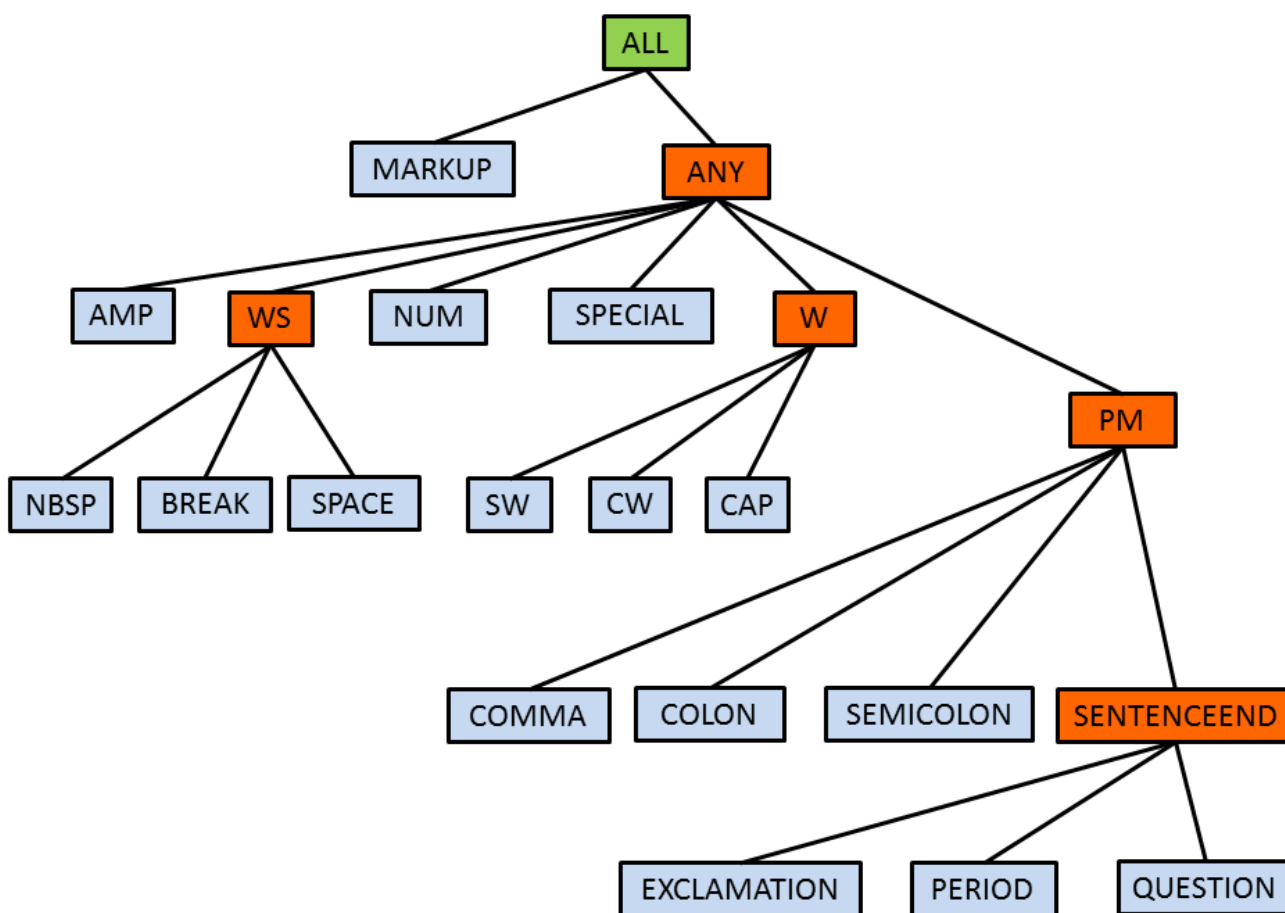 ALL
MARKUP
ANY
AMP
WS
NUM
SPECIAL
W
PM
NBSP
BREAK
SPACE
SW
CW
CAP
COMMA
COLON
SEMICOLON
SENTENCEEND
EXCLAMATION
PERIOD
QUESTION